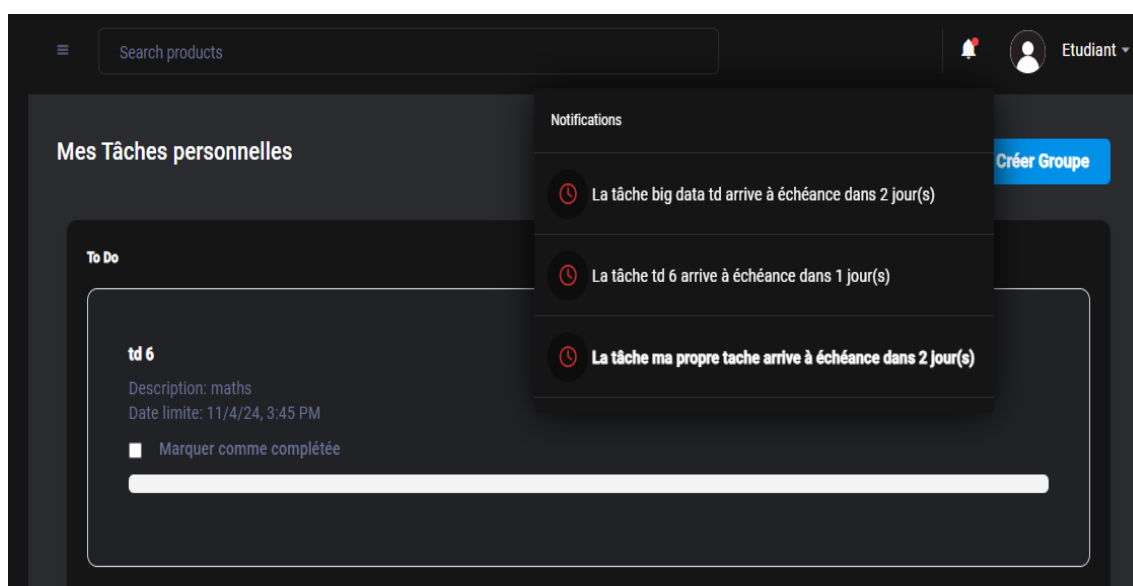 Search products
Etudiant
Notifications
Mes Tâches personnelles
Créer Groupe
La tâche big data td arrive à échéance dans 2 jour(s)
To Do
La tâche td 6 arrive à échéance dans 1 jour(s)
td 6
La tâche ma propre tache arrive à échéance dans 2 jour(s)
Description: maths
Date limite: 11/4/24, 3:45 PM
Marquer comme complétée